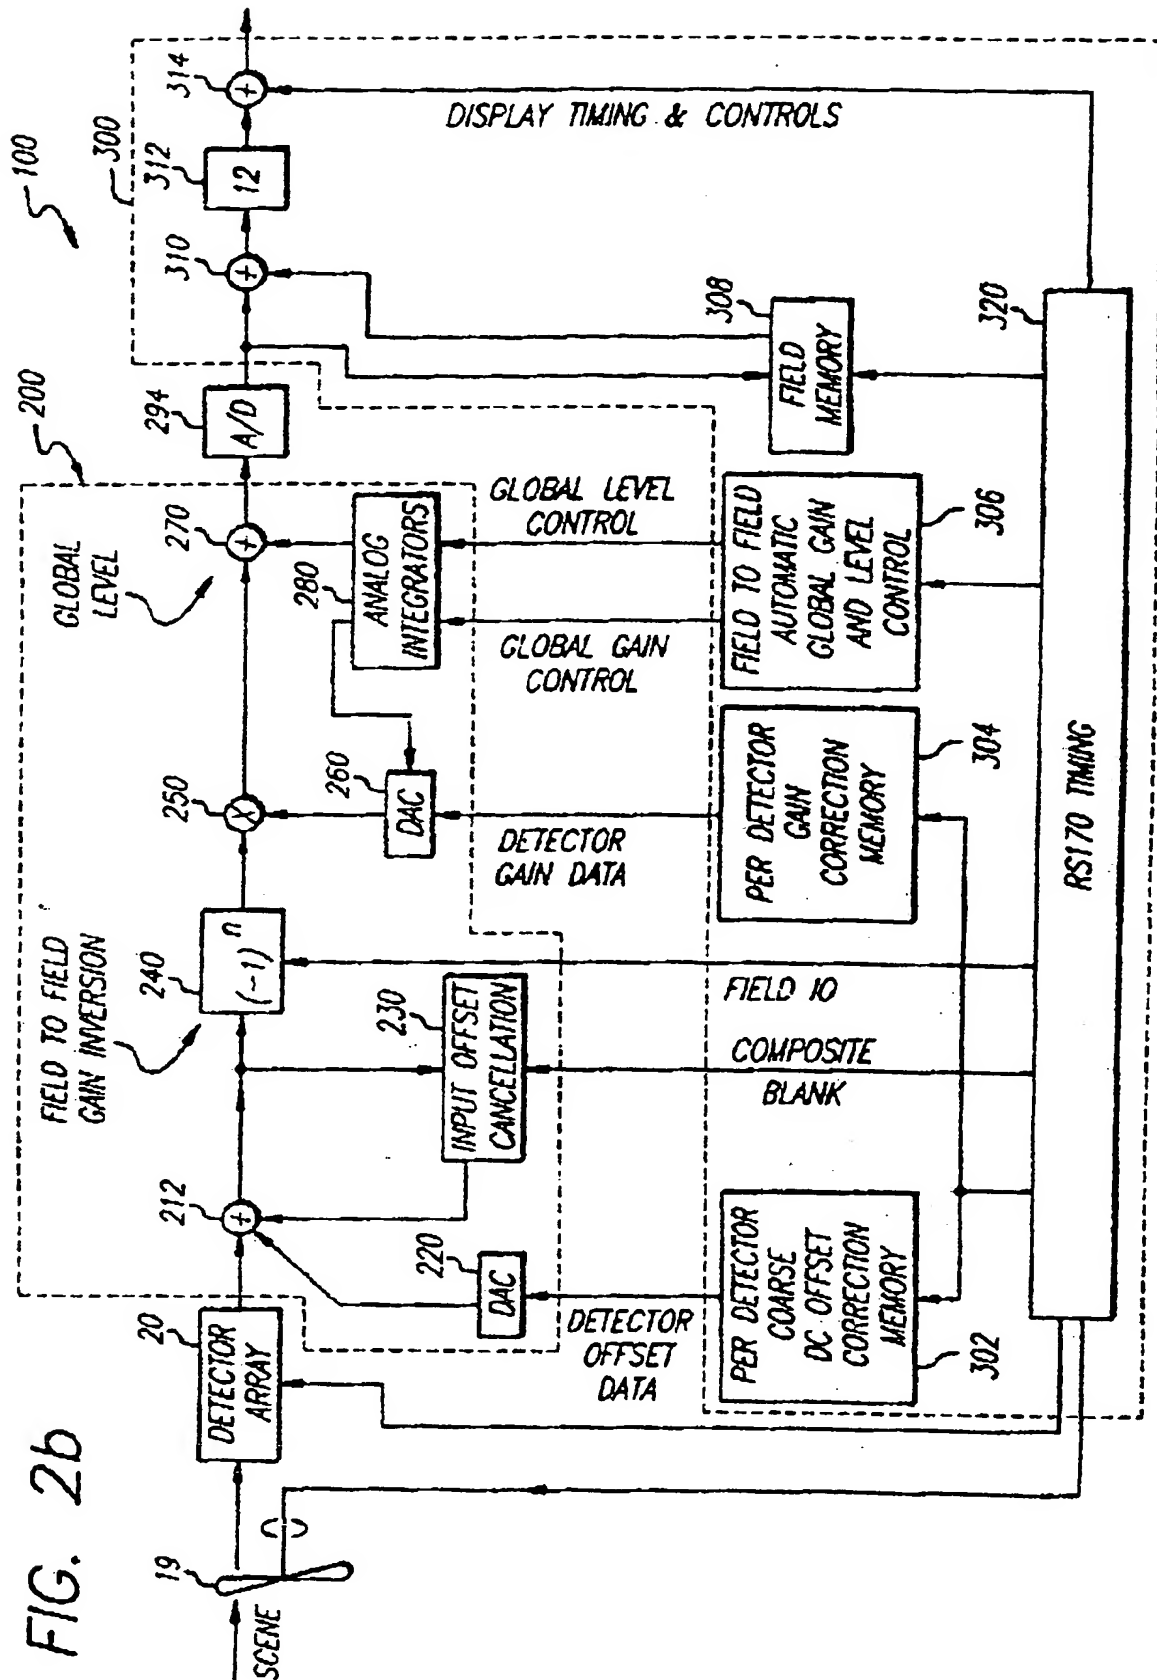 FIG. 2b
100
200
300
SCENE
19
20
DETECTOR
ARRAY
212
+
220
DAC
FIELD TO FIELD
GAIN INVERSION
240
(-1)^n
230
INPUT OFFSET
CANCELLATION
250
X
260
DAC
GLOBAL
LEVEL
270
+
280
ANALOG
INTEGRATORS
294
A/D
310
+
312
12
314
+
DISPLAY TIMING & CONTROLS
DETECTOR
OFFSET
DATA
COMPOSITE
BLANK
FIELD 10
DETECTOR
GAIN DATA
GLOBAL GAIN
CONTROL
GLOBAL LEVEL
CONTROL
PER DETECTOR
COARSE
DC OFFSET
CORRECTION
MEMORY
302
PER DETECTOR
GAIN
CORRECTION
MEMORY
304
FIELD TO FIELD
AUTOMATIC
GLOBAL GAIN
AND LEVEL
CONTROL
306
FIELD
MEMORY
308
RS170 TIMING
320